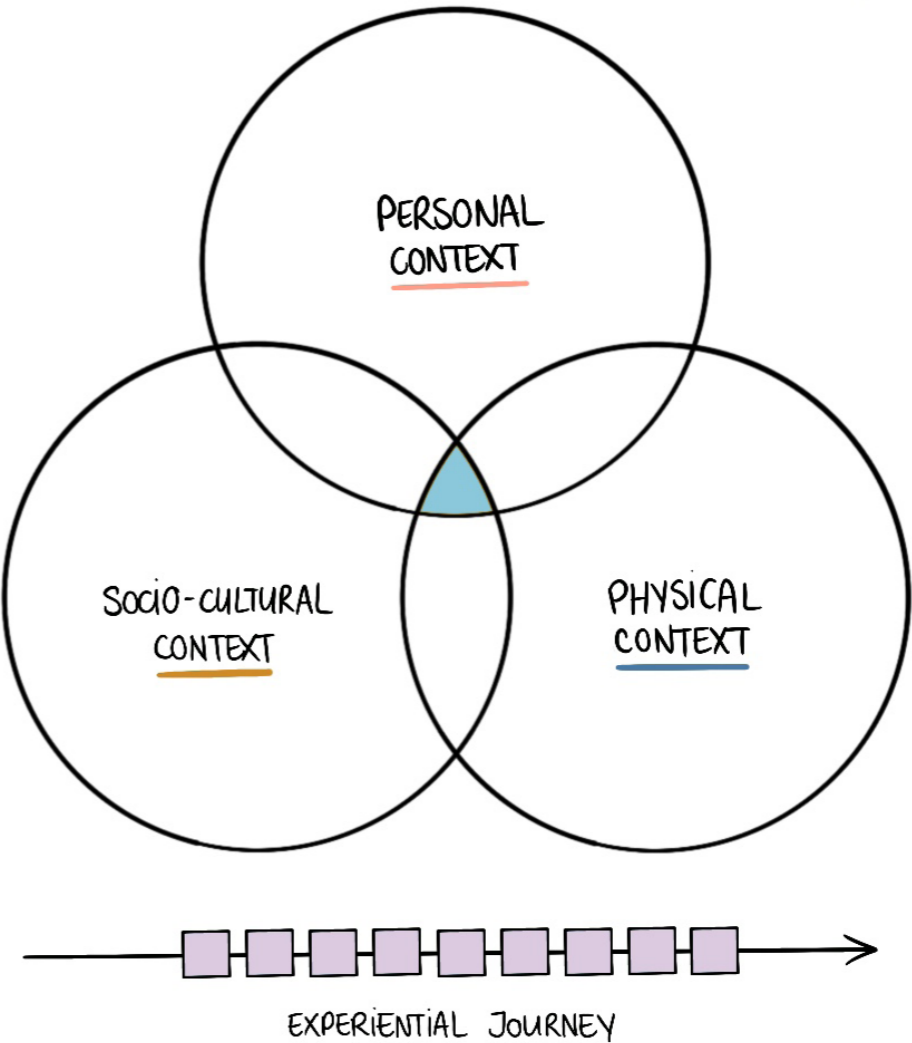 PERSONAL
CONTEXT
SOCIO-CULTURAL
CONTEXT
PHYSICAL
CONTEXT
EXPERIENTIAL JOURNEY